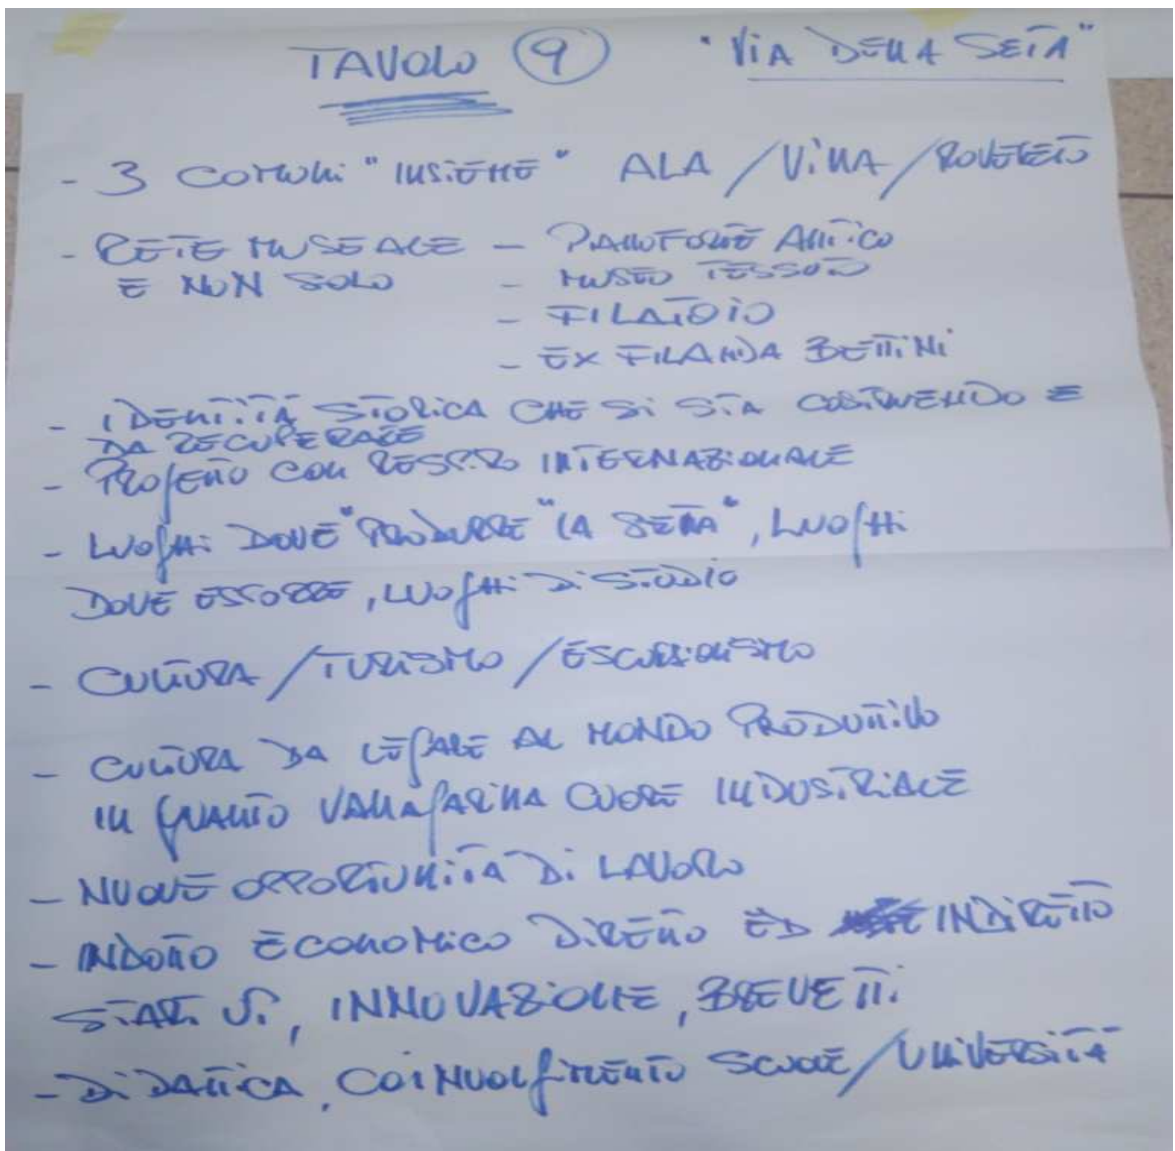 TAVOLO 9 "VIA DELLA SETA"
- 3 COMUNI "INSIEME" ALA / VILLA / ROVERETO
- RETE MUSEALE - PIANOFORTE ANTICO
E NON SOLO - MUSEO TESSUTO
- FILATOIO
- EX FILANDA BETTINI
- IDENTITÀ STORICA CHE SI STA COSTRUENDO E
DA RECUPERARE
- PROGETTO CON RESPIRO INTERNAZIONALE
- LUOGHI DOVE "PRODURRE "LA SETA", LUOGHI
DOVE ESPORRE, LUOGHI DI STUDIO
- CULTURA / TURISMO / ESCURSIONISMO
- CULTURA DA LEGARE AL MONDO PRODUTTIVO
IN QUANTO VALLAGARINA CUORE INDUSTRIALE
- NUOVE OPPORTUNITÀ DI LAVORO
- INDOTTO ECONOMICO DIRETTO ED INDIRETTO
START UP, INNOVAZIONE, BREVETTI
- DIDATTICA, COINVOLGIMENTO SCUOLE / UNIVERSITÀ